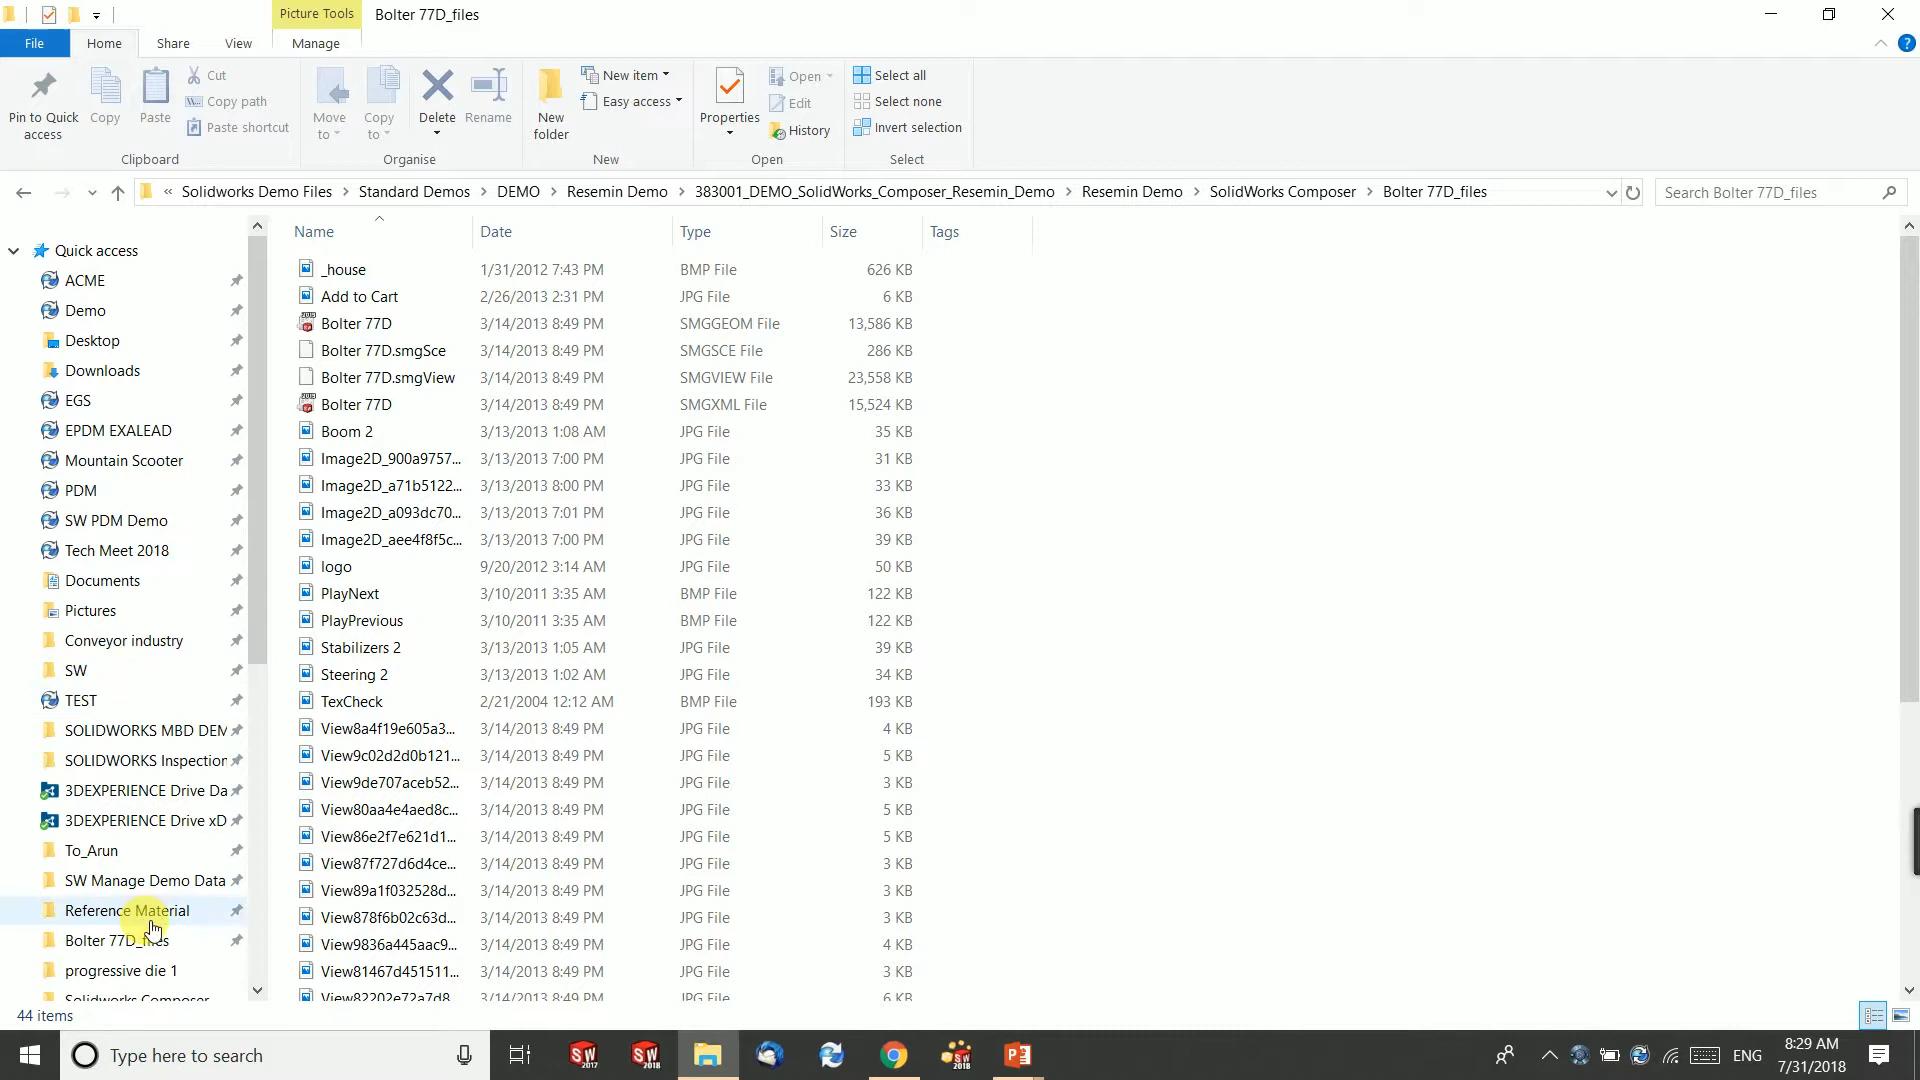 Picture Tools
Bolter 77D_files
File
Home
Share
View
Manage
Pin to Quick access
Copy
Paste
Cut
Copy path
Paste shortcut
Move to
Copy to
Delete
Rename
New folder
New item
Easy access
Properties
Open
Edit
History
Select all
Select none
Invert selection
Clipboard
Organise
New
Open
Select
« Solidworks Demo Files > Standard Demos > DEMO > Resemin Demo > 383001_DEMO_SolidWorks_Composer_Resemin_Demo > Resemin Demo > SolidWorks Composer > Bolter 77D_files
Search Bolter 77D_files
Quick access
ACME
Demo
Desktop
Downloads
EGS
EPDM EXALEAD
Mountain Scooter
PDM
SW PDM Demo
Tech Meet 2018
Documents
Pictures
Conveyor industry
SW
TEST
SOLIDWORKS MBD DEM
SOLIDWORKS Inspection
3DEXPERIENCE Drive Da
3DEXPERIENCE Drive xD
To_Arun
SW Manage Demo Data
Reference Material
Bolter 77D_files
progressive die 1
Solidworks Composer
Name Date Type Size Tags
_house 1/31/2012 7:43 PM BMP File 626 KB
Add to Cart 2/26/2013 2:31 PM JPG File 6 KB
Bolter 77D 3/14/2013 8:49 PM SMGGEOM File 13,586 KB
Bolter 77D.smgSce 3/14/2013 8:49 PM SMGSCE File 286 KB
Bolter 77D.smgView 3/14/2013 8:49 PM SMGVIEW File 23,558 KB
Bolter 77D 3/14/2013 8:49 PM SMGXML File 15,524 KB
Boom 2 3/13/2013 1:08 AM JPG File 35 KB
Image2D_900a9757... 3/13/2013 7:00 PM JPG File 31 KB
Image2D_a71b5122... 3/13/2013 8:00 PM JPG File 33 KB
Image2D_a093dc70... 3/13/2013 7:01 PM JPG File 36 KB
Image2D_aee4f8f5c... 3/13/2013 7:00 PM JPG File 39 KB
logo 9/20/2012 3:14 AM JPG File 50 KB
PlayNext 3/10/2011 3:35 AM BMP File 122 KB
PlayPrevious 3/10/2011 3:35 AM BMP File 122 KB
Stabilizers 2 3/13/2013 1:05 AM JPG File 39 KB
Steering 2 3/13/2013 1:02 AM JPG File 34 KB
TexCheck 2/21/2004 12:12 AM BMP File 193 KB
View8a4f19e605a3... 3/14/2013 8:49 PM JPG File 4 KB
View9c02d2d0b121... 3/14/2013 8:49 PM JPG File 5 KB
View9de707aceb52... 3/14/2013 8:49 PM JPG File 3 KB
View80aa4e4aed8c... 3/14/2013 8:49 PM JPG File 5 KB
View86e2f7e621d1... 3/14/2013 8:49 PM JPG File 5 KB
View87f727d6d4ce... 3/14/2013 8:49 PM JPG File 3 KB
View89a1f032528d... 3/14/2013 8:49 PM JPG File 3 KB
View878f6b02c63d... 3/14/2013 8:49 PM JPG File 3 KB
View9836a445aac9... 3/14/2013 8:49 PM JPG File 4 KB
View81467d451511... 3/14/2013 8:49 PM JPG File 3 KB
View82202e72a7d8 3/14/2013 8:49 PM JPG File 6 KB
44 items
Type here to search
SW 2017
SW 2018
2018
ENG
8:29 AM
7/31/2018